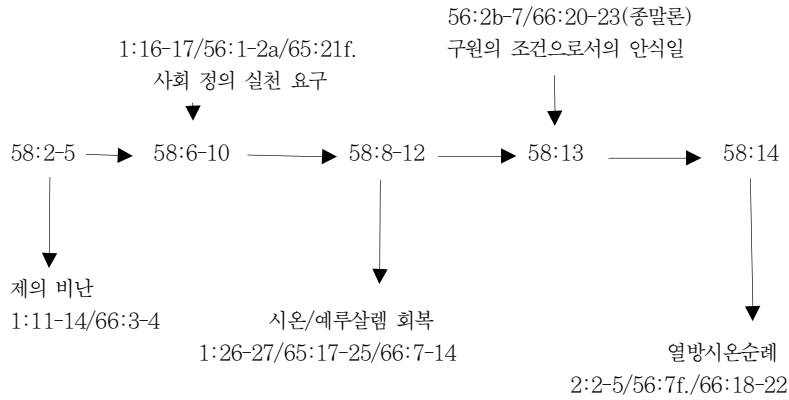 56:2b-7/66:20-23(종말론)
구원의 조건으로서의 안식일
1:16-17/56:1-2a/65:21f.
사회 정의 실천 요구
58:2-5 58:6-10 58:8-12 58:13 58:14
제의 비난
1:11-14/66:3-4
시온/예루살렘 회복
1:26-27/65:17-25/66:7-14
열방시온순례
2:2-5/56:7f./66:18-22